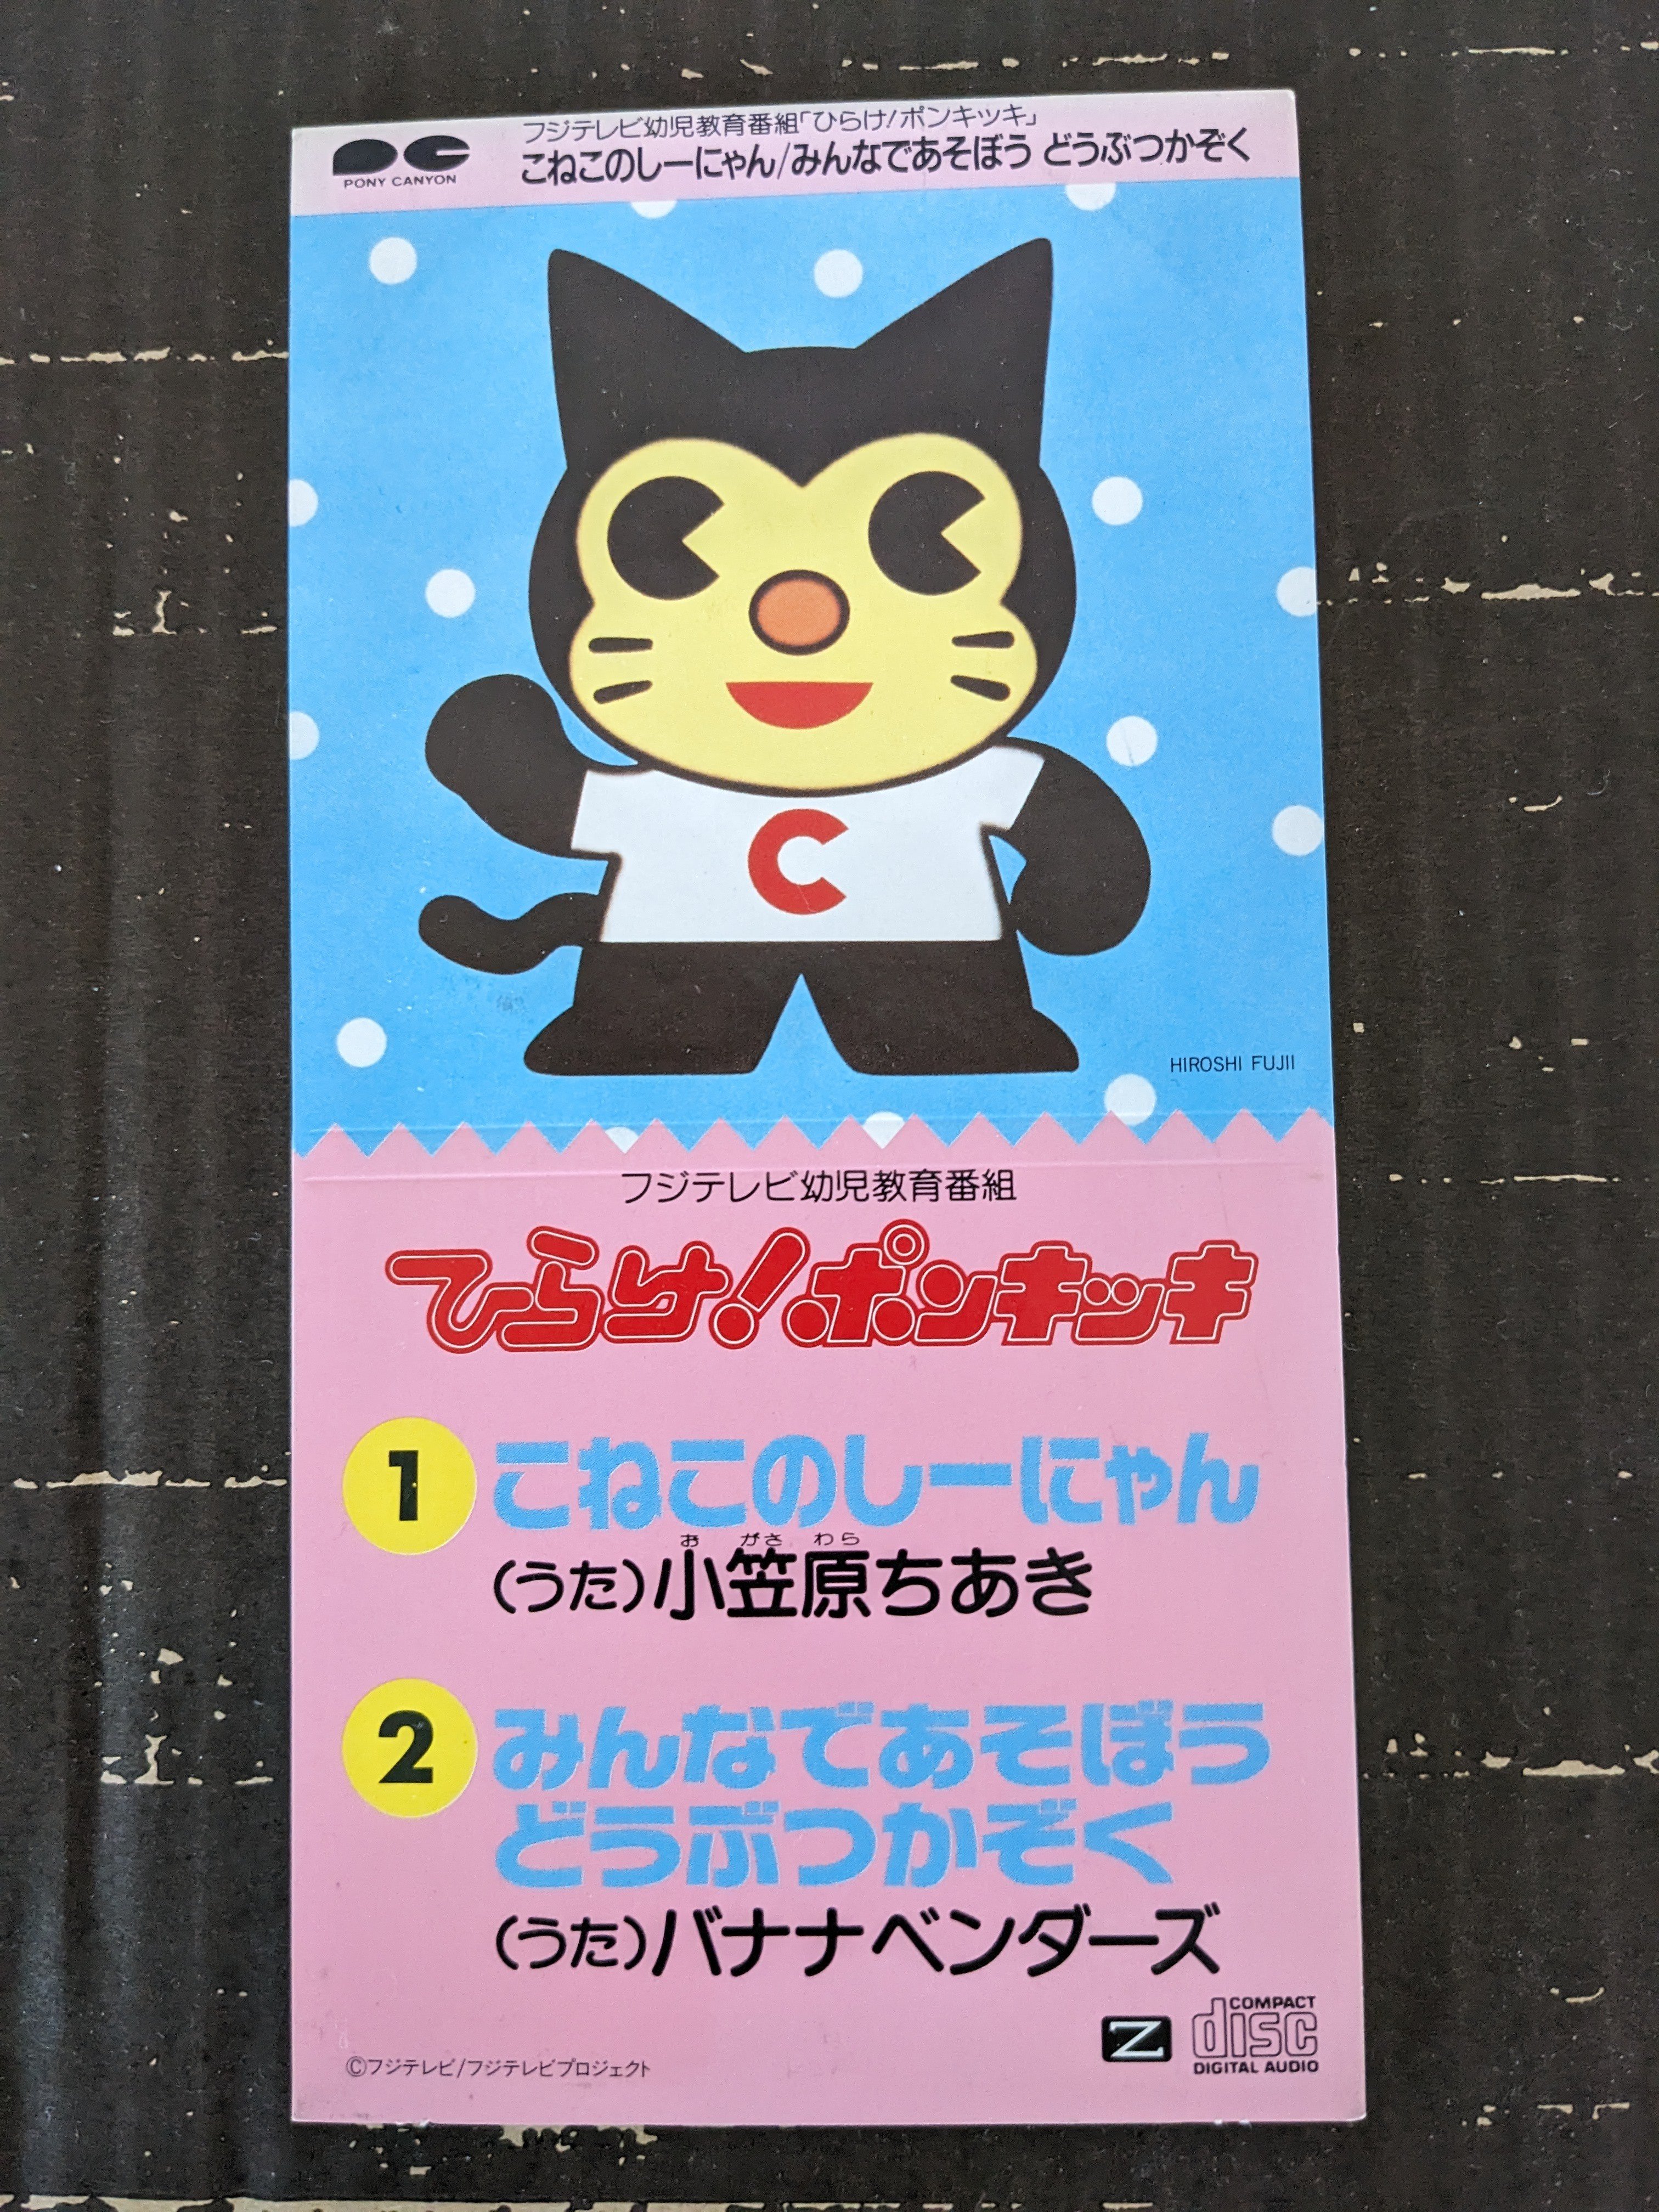 PONY CANYON
フジテレビ幼児教育番組「ひらけ!ポンキッキ」
こねこのしーにゃん/みんなであそぼう どうぶつかぞく
C
HIROSHI FUJII
フジテレビ幼児教育番組
ひらけ!ポンキッキ
1 こねこのしーにゃん
お がさ わら
(うた)小笠原ちあき
2 みんなであそぼう
どうぶつかぞく
(うた)バナナベンダーズ
Z
COMPACT
disc
DIGITAL AUDIO
©フジテレビ/フジテレビプロジェクト